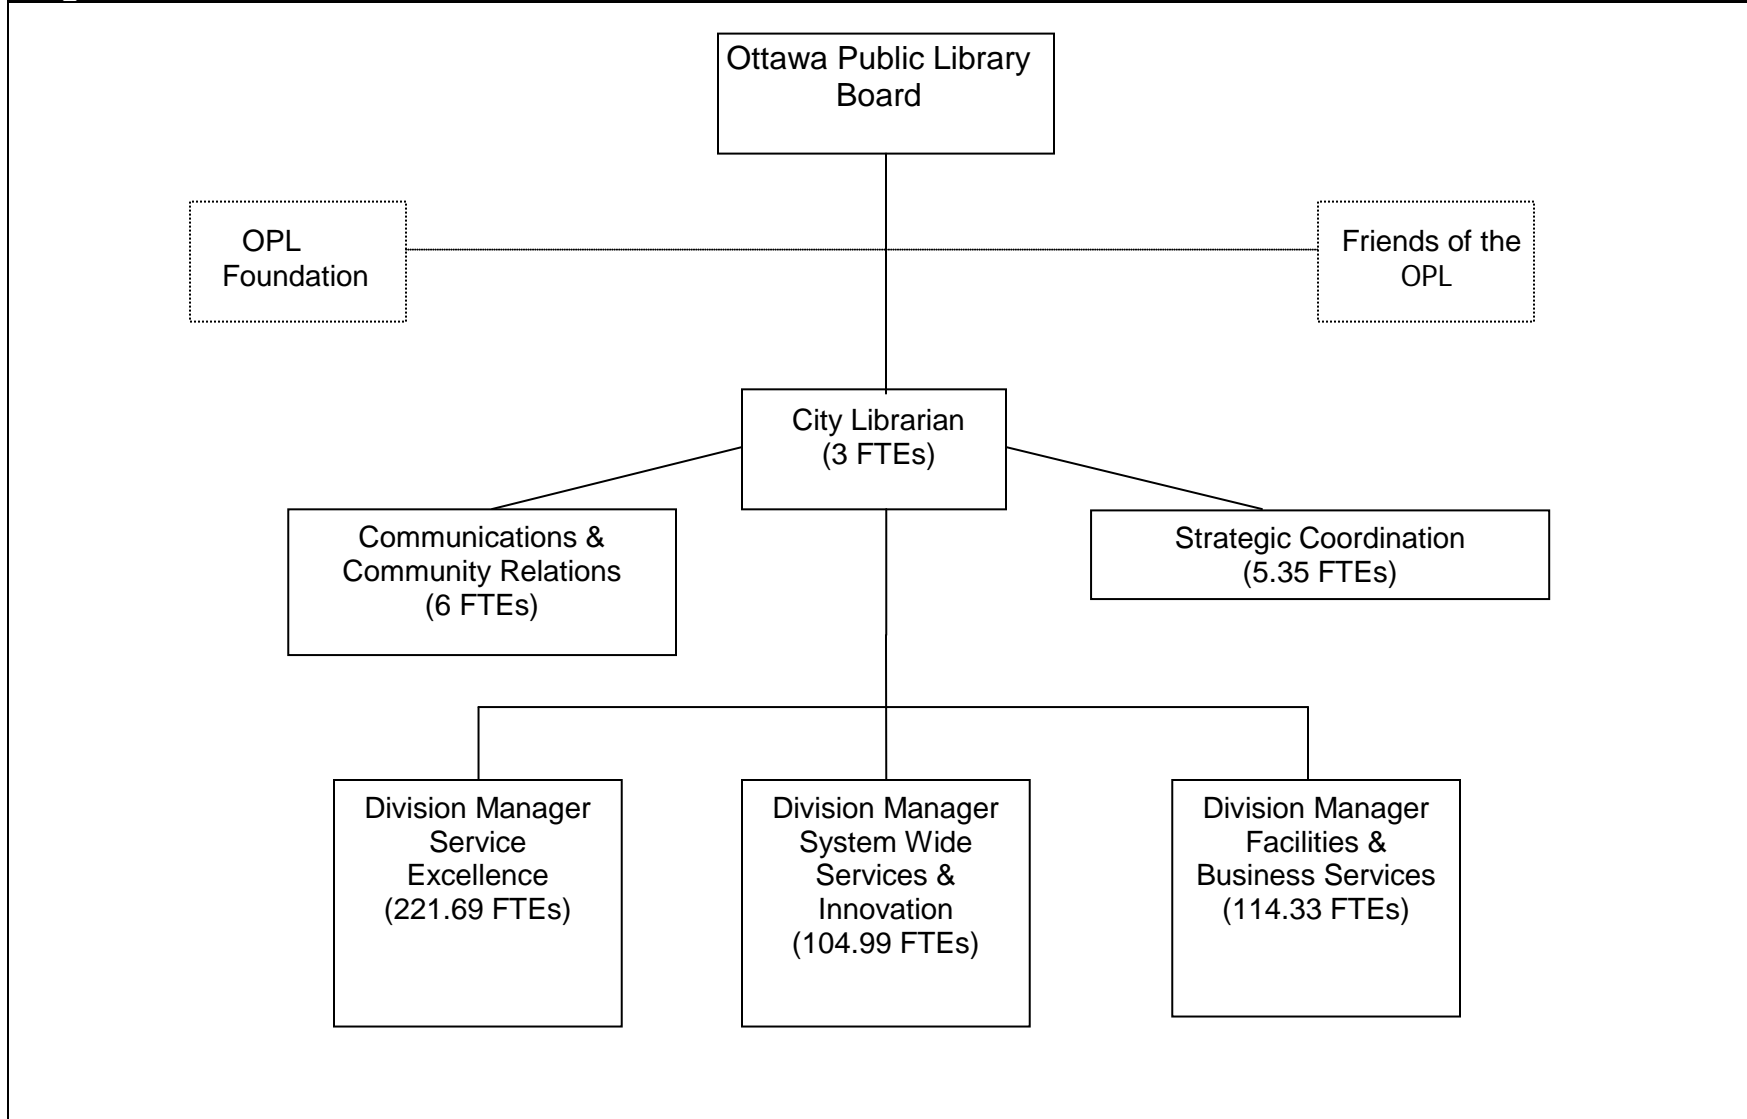 Ottawa Public Library
Board
OPL
Foundation
Friends of the
OPL
City Librarian
(3 FTEs)
Communications &
Community Relations
(6 FTEs)
Strategic Coordination
(5.35 FTEs)
Division Manager
Service
Excellence
(221.69 FTEs)
Division Manager
System Wide
Services &
Innovation
(104.99 FTEs)
Division Manager
Facilities &
Business Services
(114.33 FTEs)